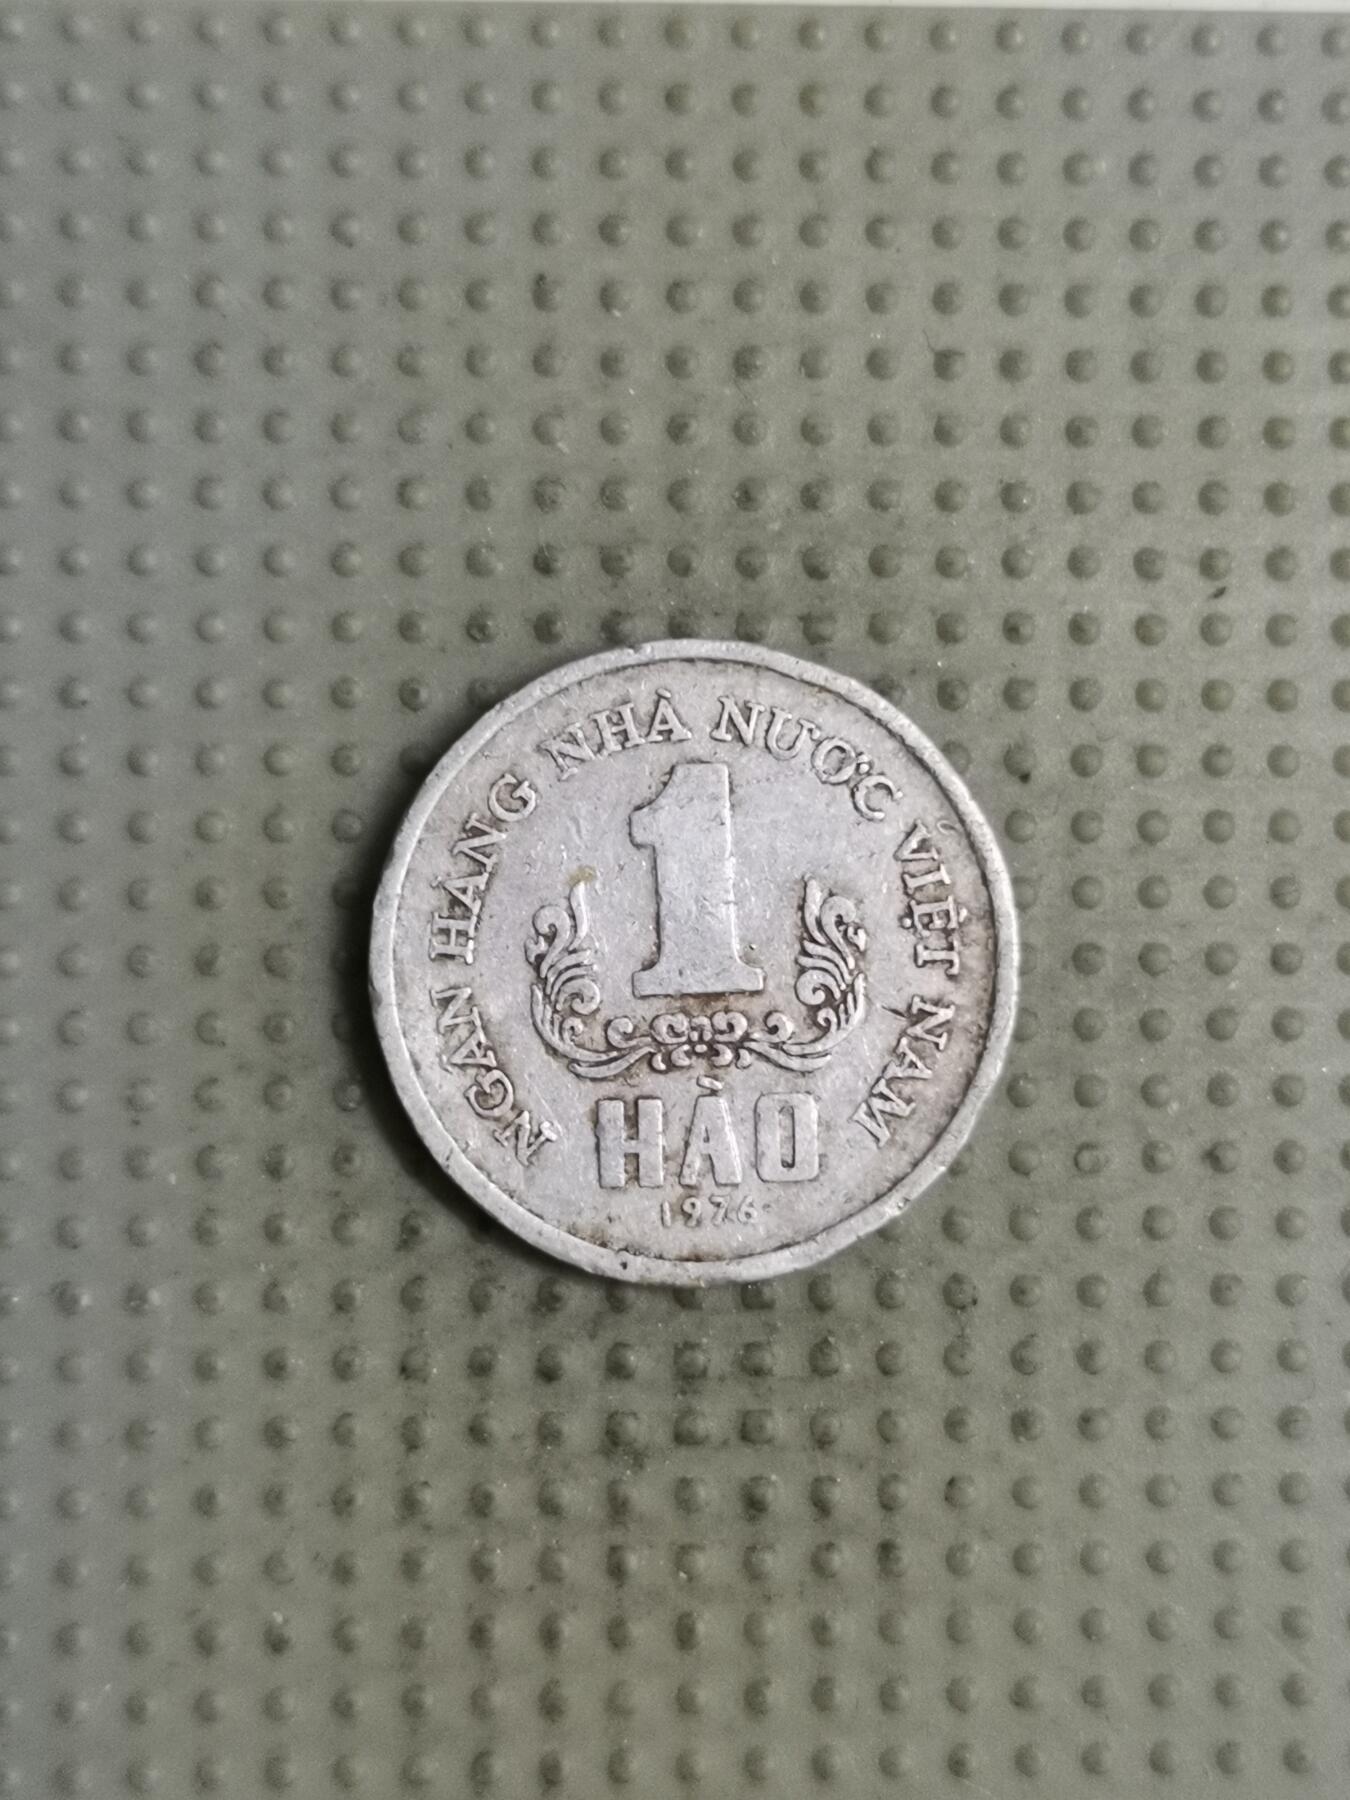 NGÂN HÀNG NHÀ NƯỚC VIỆT NAM
1
HÀO
1976